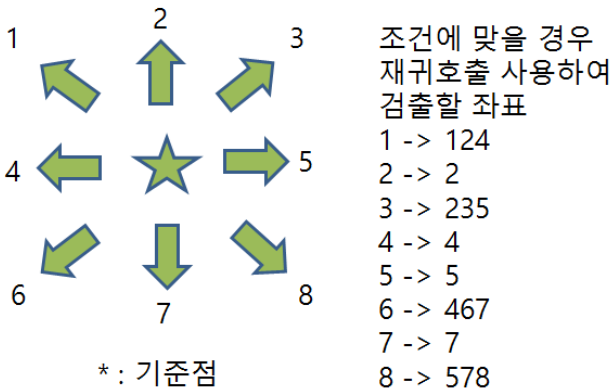 1
2
3
4
5
6
7
8
* : 기준점
조건에 맞을 경우
재귀호출 사용하여
검출할 좌표
1 -> 124
2 -> 2
3 -> 235
4 -> 4
5 -> 5
6 -> 467
7 -> 7
8 -> 578